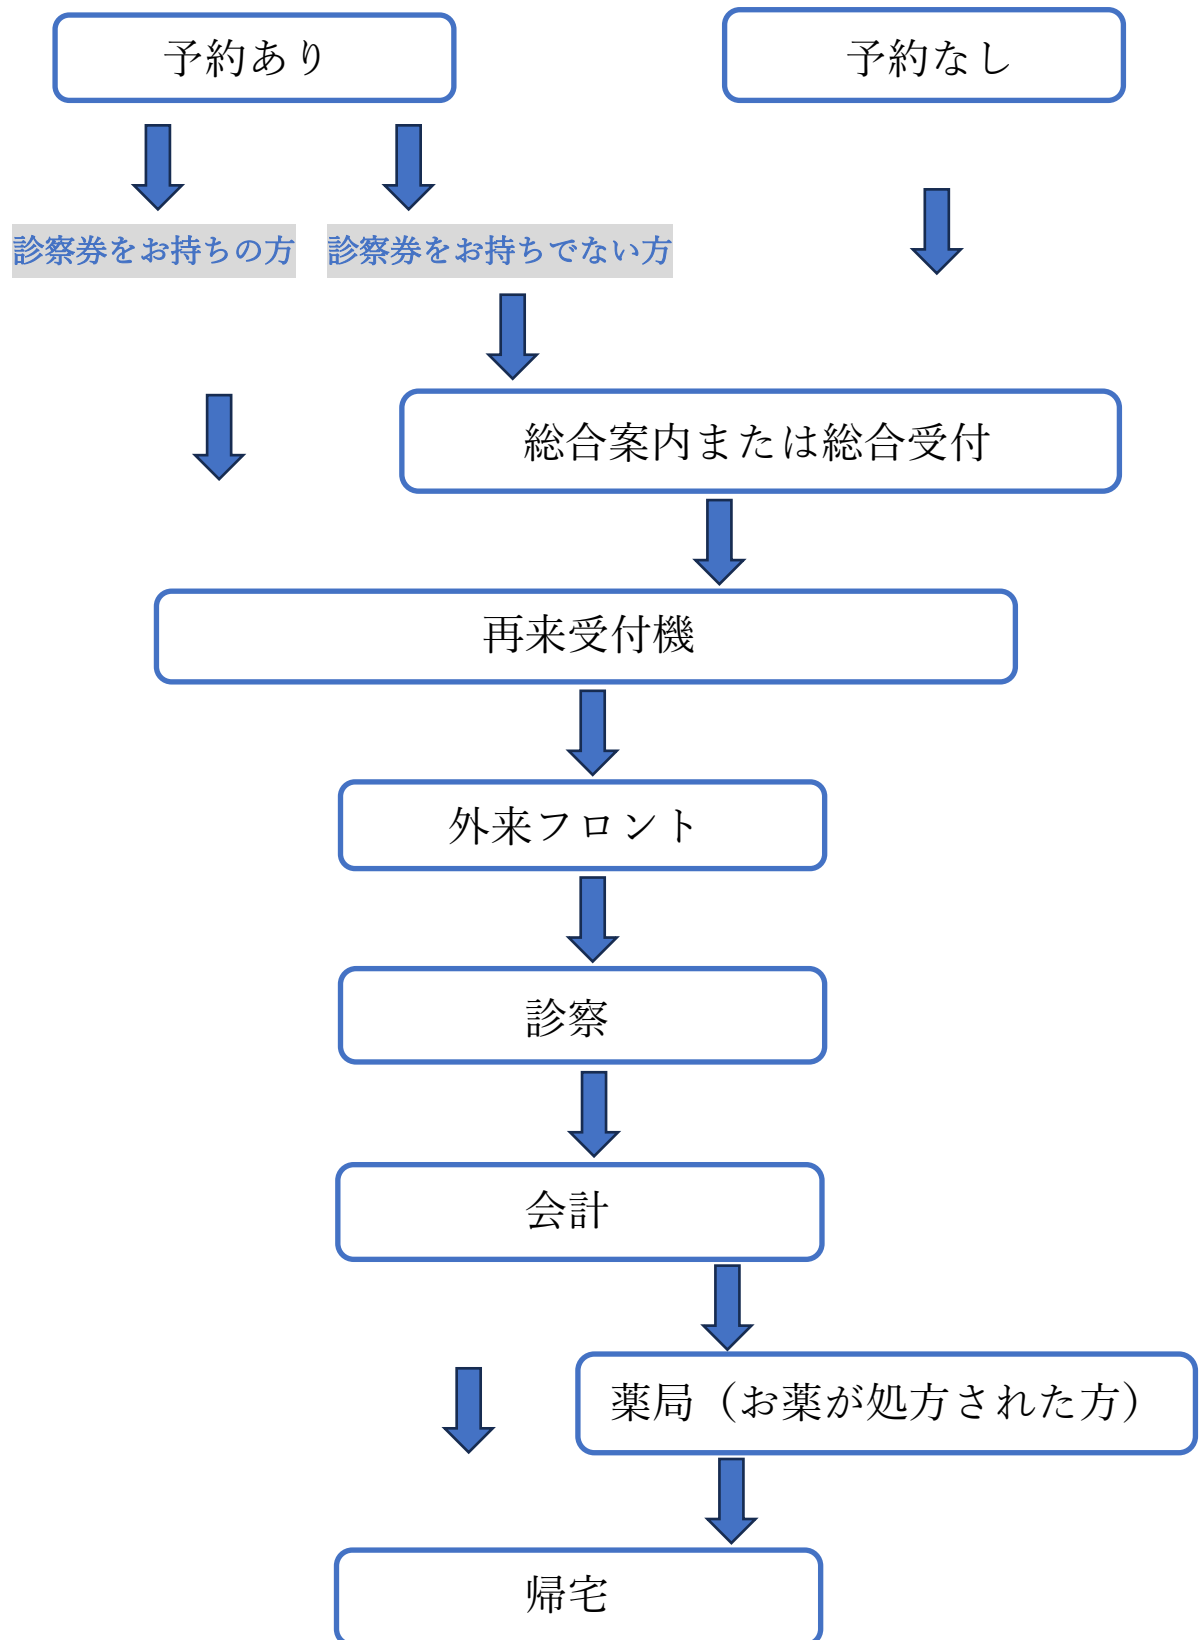 予約あり
予約なし
診察券をお持ちの方
診察券をお持ちでない方
総合案内または総合受付
再来受付機
外来フロント
診察
会計
薬局（お薬が処方された方）
帰宅